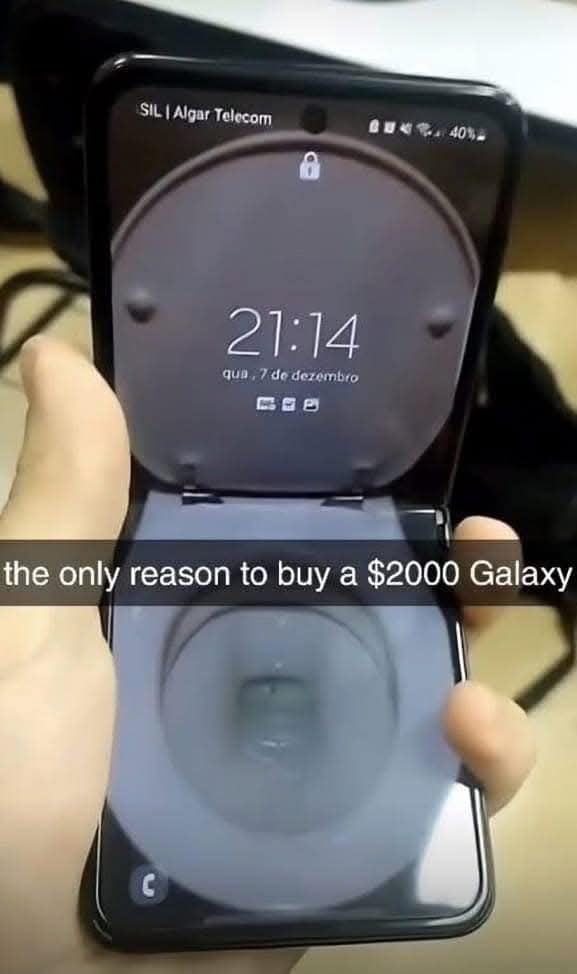 SIL | Algar Telecom
40%
21:14
qua., 7 de dezembro
the only reason to buy a $2000 Galaxy